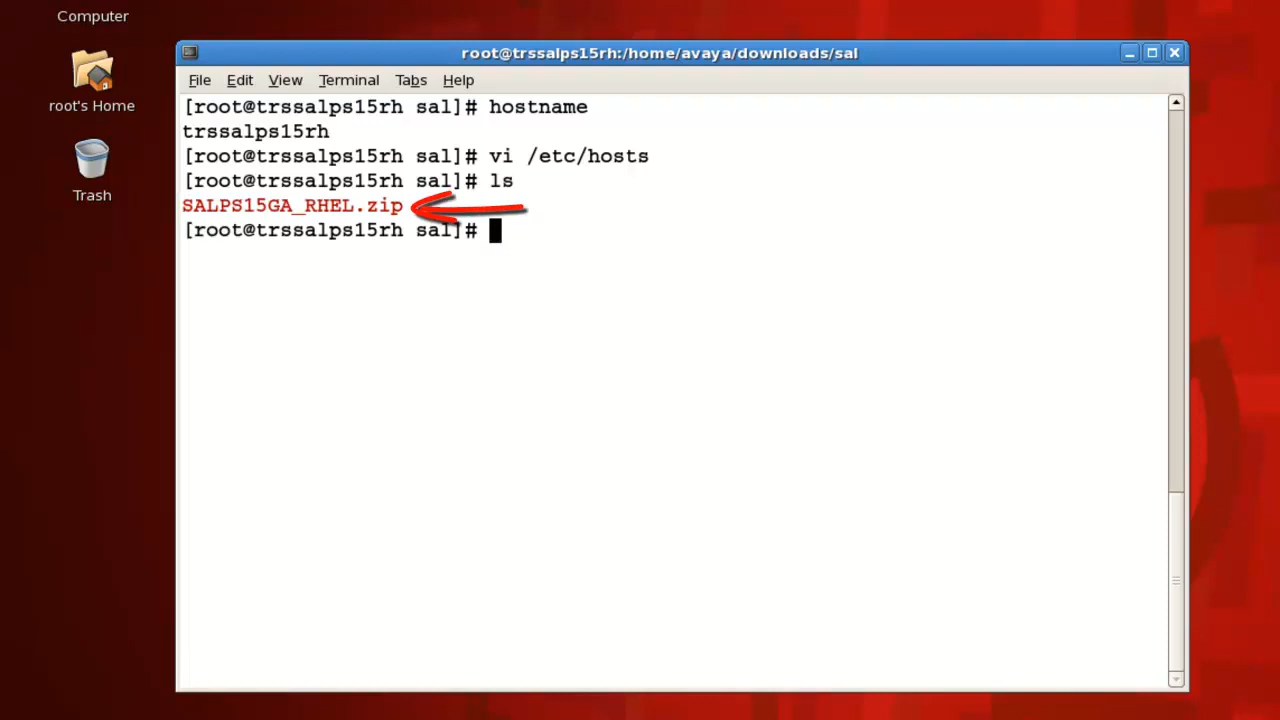 Computer
root's Home
Trash
root@trssalps15rh:/home/avaya/downloads/sal
File Edit View Terminal Tabs Help
[root@trssalps15rh sal]# hostname
trssalps15rh
[root@trssalps15rh sal]# vi /etc/hosts
[root@trssalps15rh sal]# ls
SALPS15GA_RHEL.zip
[root@trssalps15rh sal]#